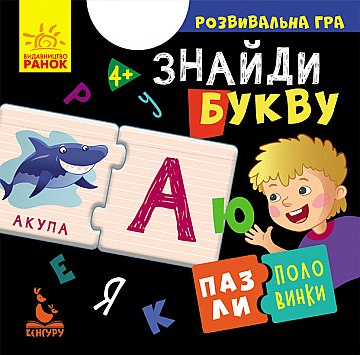 ВИДАВНИЦТВО
РАНОК
РОЗВИВАЛЬНА ГРА
4+
ЗНАЙДИ
БУКВУ
Р
У
АКУЛА
А
Ю
Е
Я
К
ПАЗ
ЛИ
ПОЛО
ВИНКИ
КЕНГУРУ